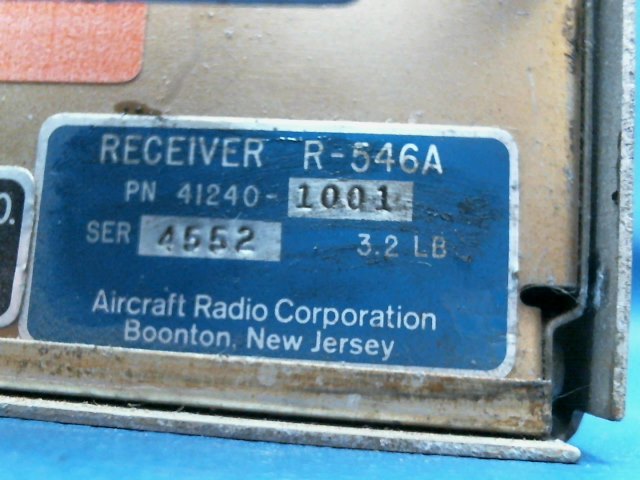 RECEIVER R-546A
PN 41240-1001
SER 4552 3.2 LB
Aircraft Radio Corporation
Boonton, New Jersey
O.